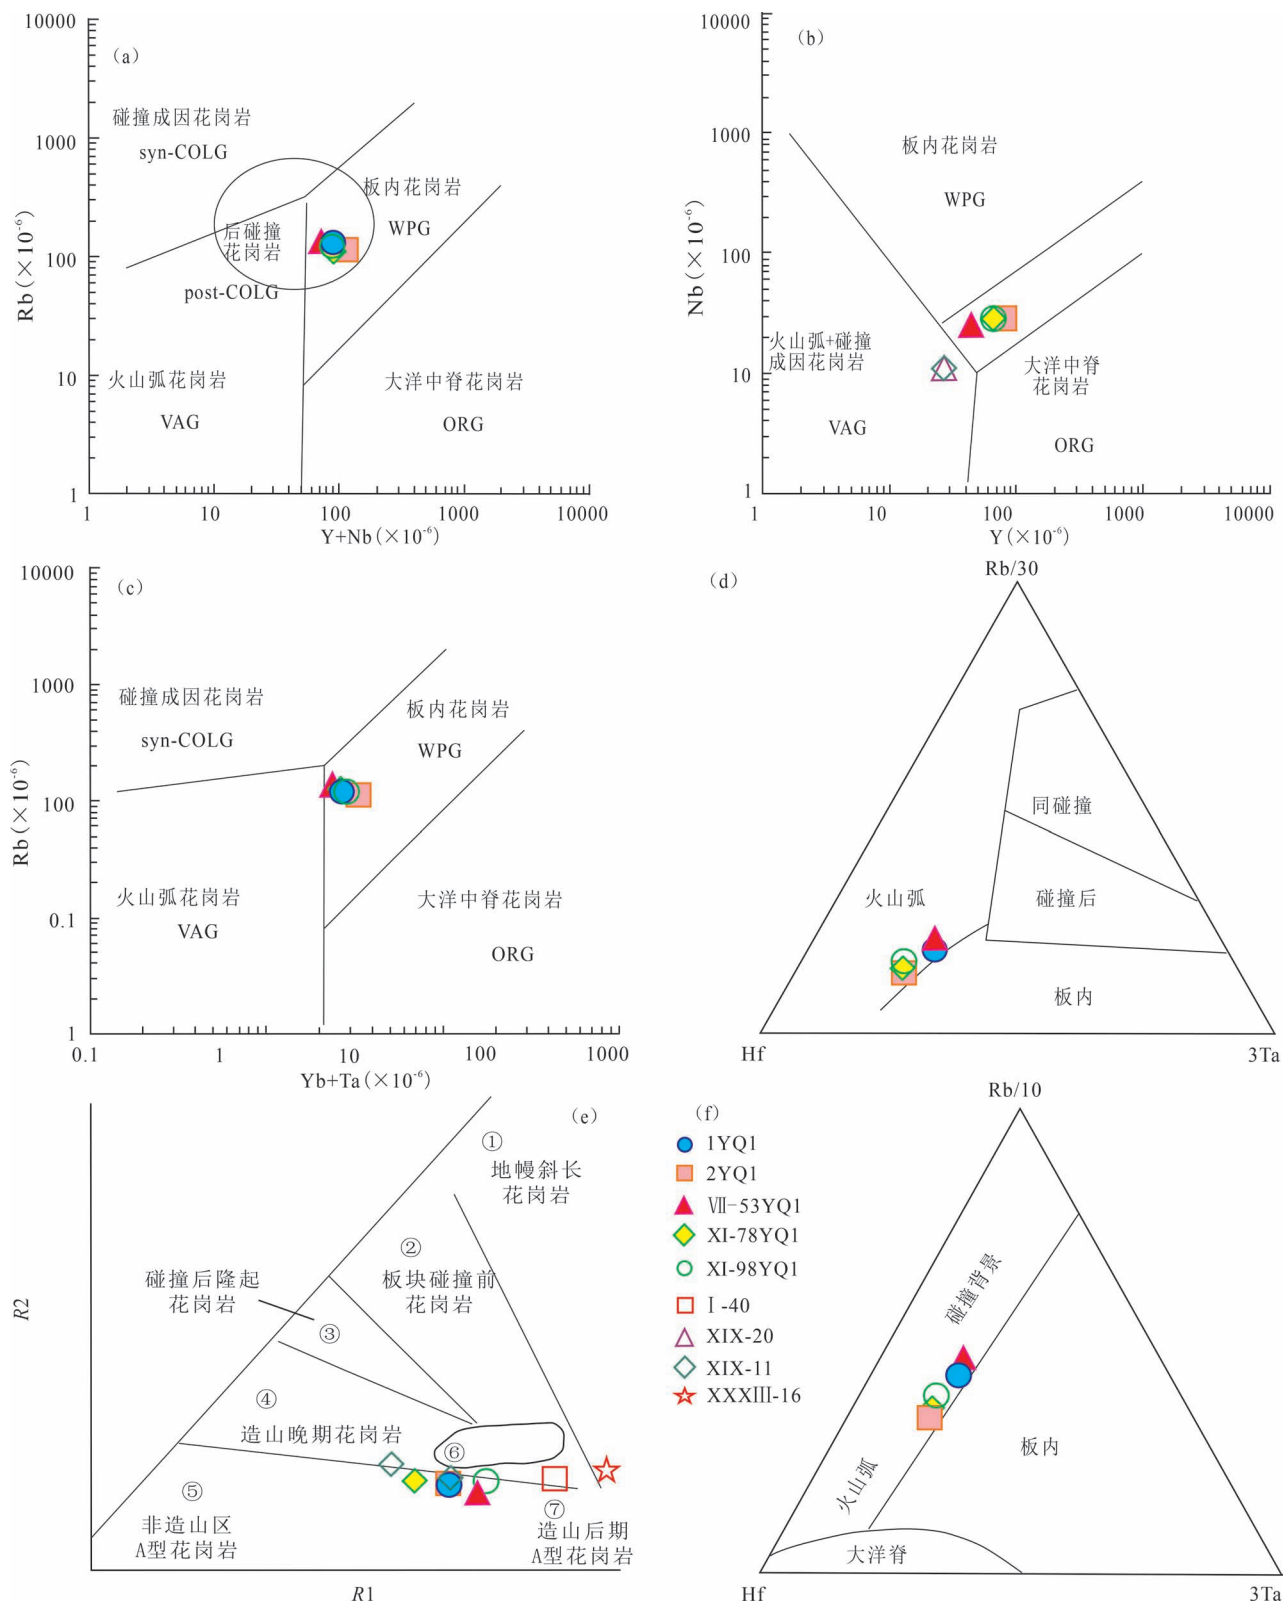 (a)
10000
1000
100
10
1
Rb(×10⁻⁶)
碰撞成因花岗岩
syn-COLG
板内花岗岩
WPG
后碰撞
花岗岩
post-COLG
火山弧花岗岩
VAG
大洋中脊花岗岩
ORG
1
10
100
1000
10000
Y+Nb(×10⁻⁶)
(b)
10000
1000
100
10
1
Nb(×10⁻⁶)
板内花岗岩
WPG
火山弧+碰撞
成因花岗岩
VAG
大洋中脊
花岗岩
ORG
1
10
100
1000
10000
Y(×10⁻⁶)
(c)
10000
1000
100
0.1
1
Rb(×10⁻⁶)
碰撞成因花岗岩
syn-COLG
板内花岗岩
WPG
火山弧花岗岩
VAG
大洋中脊花岗岩
ORG
0.1
1
10
100
1000
Yb+Ta(×10⁻⁶)
(d)
Rb/30
同碰撞
火山弧
碰撞后
板内
Hf
3Ta
(e)
R2
①
地幔斜长
花岗岩
②
板块碰撞前
花岗岩
碰撞后隆起
花岗岩
③
④
造山晚期花岗岩
⑥
⑤
非造山区
A型花岗岩
⑦
造山后期
A型花岗岩
R1
(f)
1YQ1
2YQ1
Ⅶ-53YQ1
XI-78YQ1
XI-98YQ1
Ⅰ-40
XIX-20
XIX-11
XXXIII-16
Rb/10
碰撞背景
火山弧
板内
大洋脊
Hf
3Ta